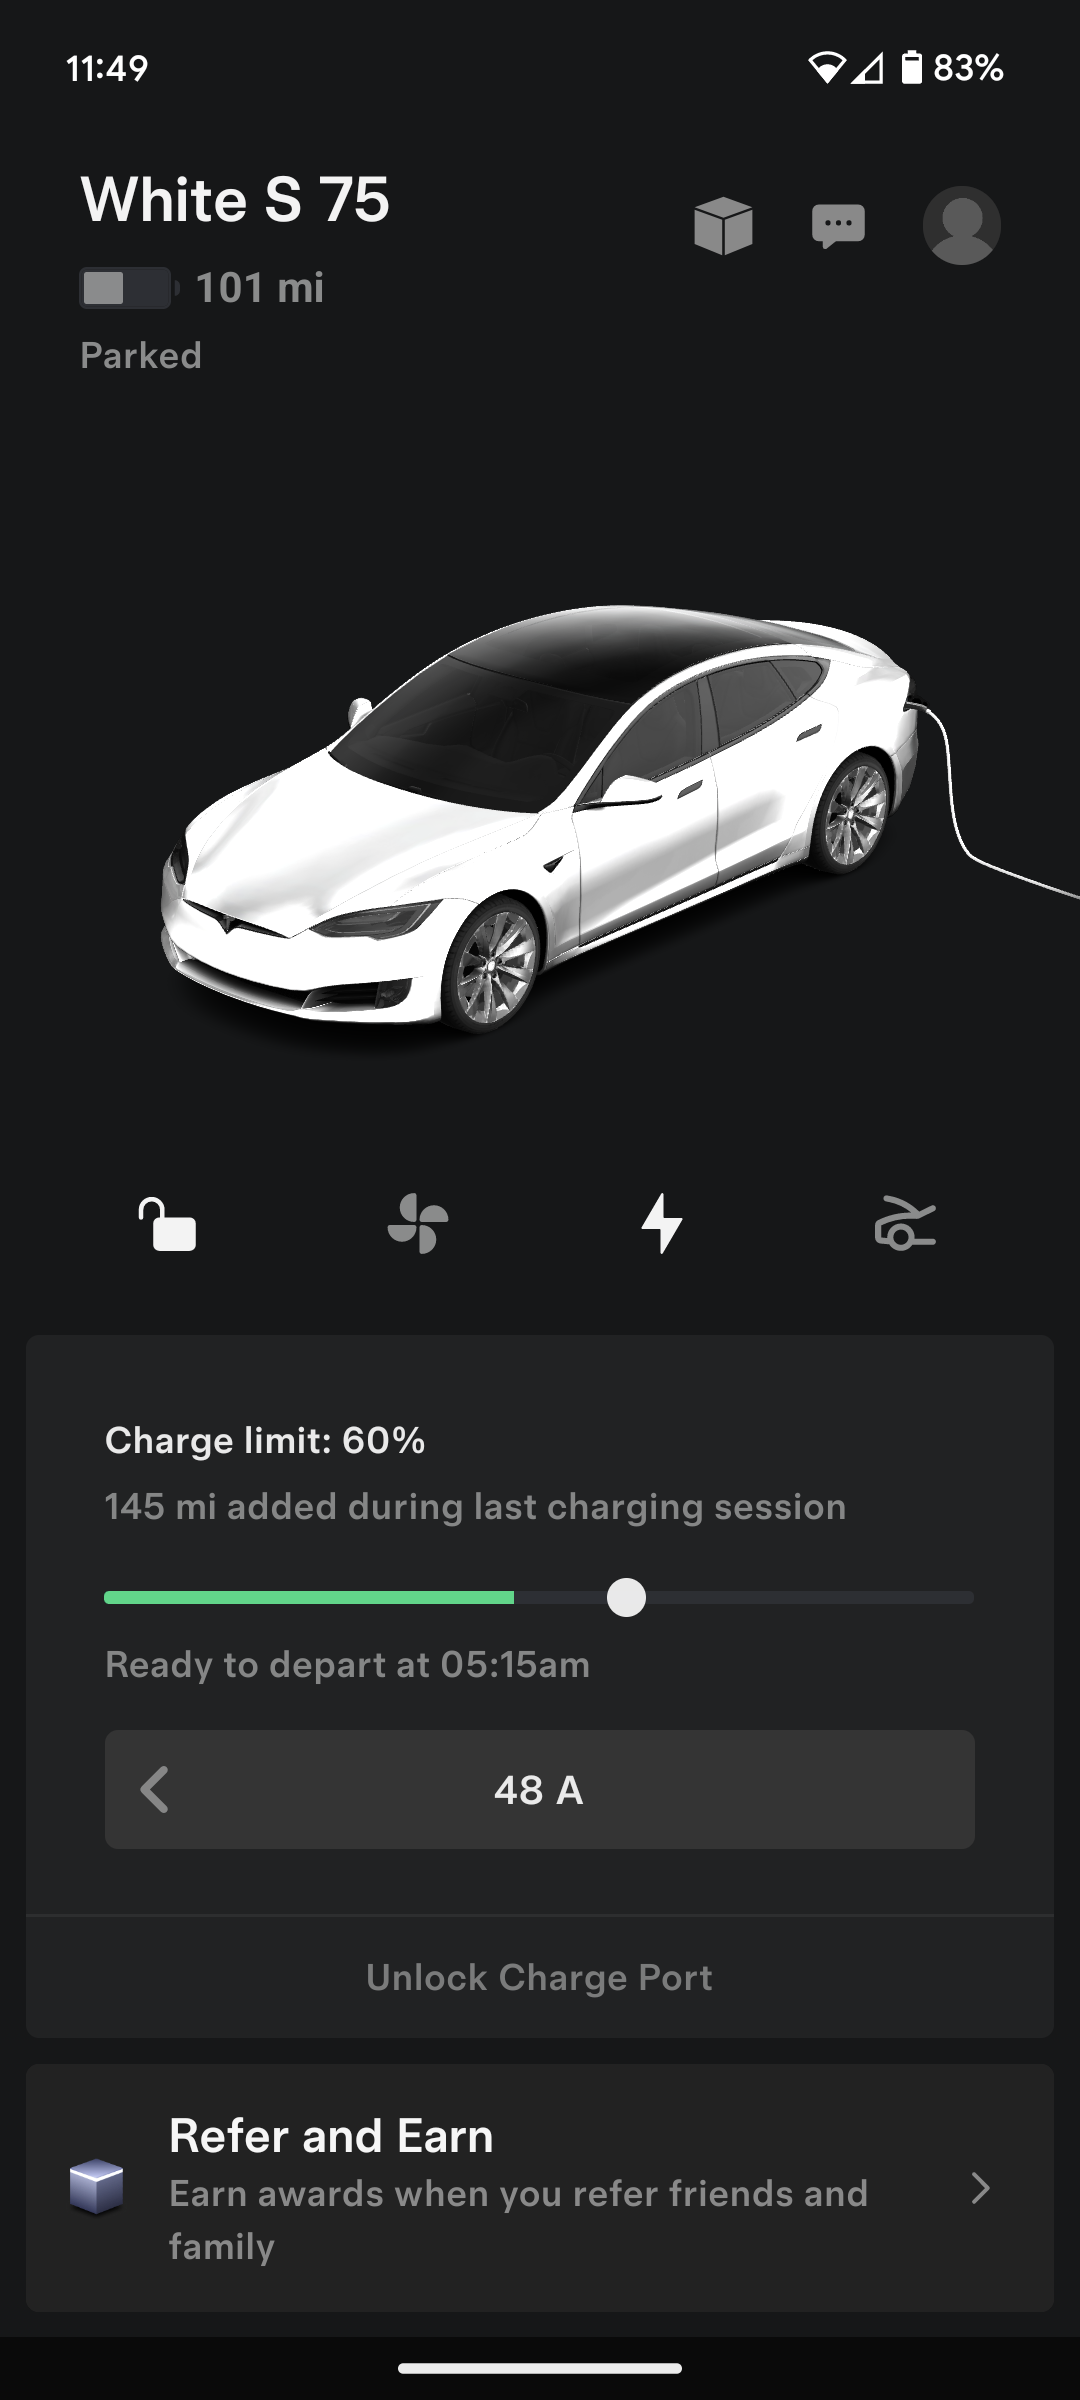 11:49
83%
White S 75
101 mi
Parked
Charge limit: 60%
145 mi added during last charging session
Ready to depart at 05:15am
48 A
Unlock Charge Port
Refer and Earn
Earn awards when you refer friends and
family